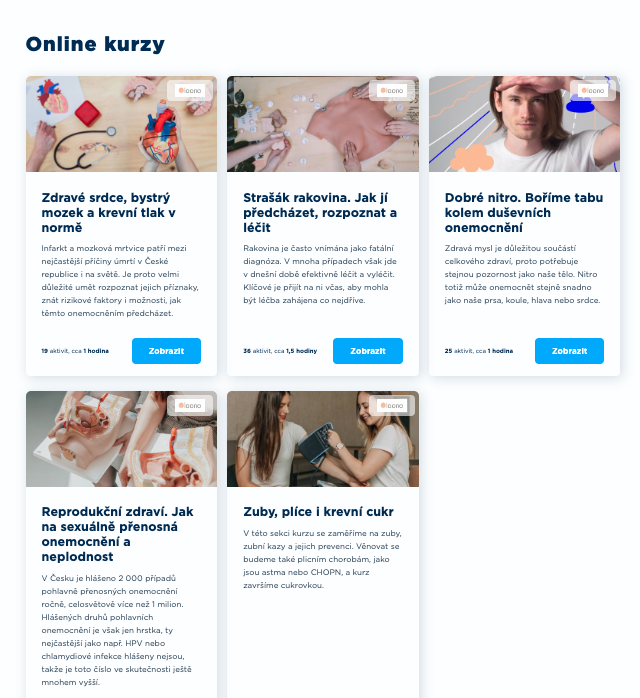 Online kurzy
loono
loono
loono
Zdravé srdce, bystrý
mozek a krevní tlak v
normě
Infarkt a mozková mrtvice patří mezi
nejčastější příčiny úmrtí v České
republice i na světě. Je proto velmi
důležité umět rozpoznat jejich příznaky,
znát rizikové faktory i možnosti, jak
těmto onemocněním předcházet.
19 aktivit, cca 1 hodina
Zobrazit
Strašák rakovina. Jak jí
předcházet, rozpoznat a
léčit
Rakovina je často vnímána jako fatální
diagnóza. V mnoha případech však jde
v dnešní době efektivně léčit a vyléčit.
Klíčové je přijít na ni včas, aby mohla
být léčba zahájena co nejdříve.
36 aktivit, cca 1,5 hodiny
Zobrazit
Dobré nitro. Boříme tabu
kolem duševních
onemocnění
Zdravá mysl je důležitou součástí
celkového zdraví, proto potřebuje
stejnou pozornost jako naše tělo. Nitro
totiž může onemocnět stejně snadno
jako naše prsa, koule, hlava nebo srdce.
25 aktivit, cca 1 hodina
Zobrazit
loono
loono
Reprodukční zdraví. Jak
na sexuálně přenosná
onemocnění a
neplodnost
V Česku je hlášeno 2 000 případů
pohlavně přenosných onemocnění
ročně, celosvětově více než 1 milion.
Hlášených druhů pohlavních
onemocnění je však jen hrstka, ty
nejčastější jako např. HPV nebo
chlamydiové infekce hlášeny nejsou,
takže je toto číslo ve skutečnosti ještě
mnohem vyšší.
Zuby, plíce i krevní cukr
V této sekci kurzu se zaměříme na zuby,
zubní kazy a jejich prevenci. Věnovat se
budeme také plicním chorobám, jako
jsou astma nebo CHOPN, a kurz
završíme cukrovkou.